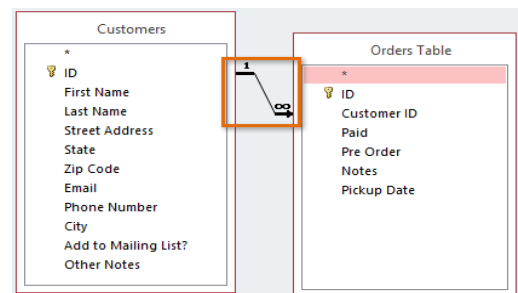 Customers
*
ID
First Name
Last Name
Street Address
State
Zip Code
Email
Phone Number
City
Add to Mailing List?
Other Notes
1
∞
Orders Table
*
ID
Customer ID
Paid
Pre Order
Notes
Pickup Date